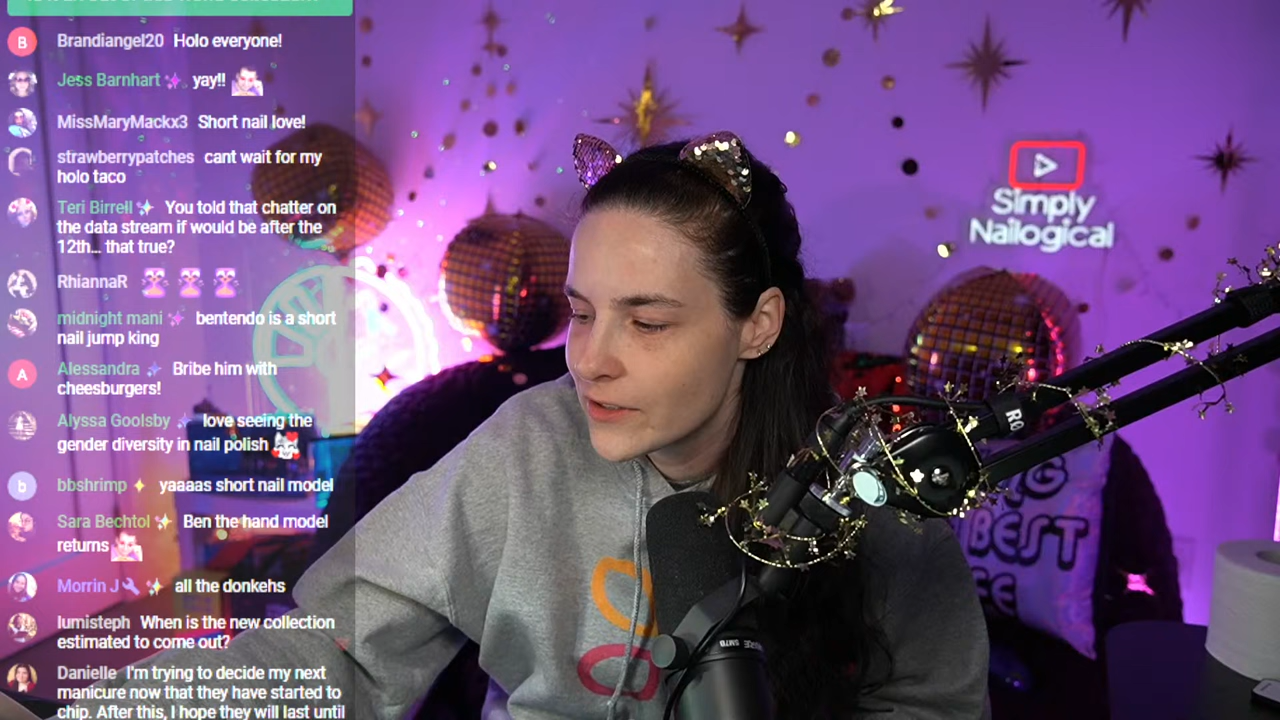 Brandiangel20 Holo everyone!
Jess Barnhart yay!!
MissMaryMackx3 Short nail love!
strawberrypatches cant wait for my
holo taco
Teri Birrell You told that chatter on
the data stream if would be after the
12th... that true?
RhiannaR
midnight mani bentendo is a short
nail jump king
A Alessandra Bribe him with
cheesburgers!
Alyssa Goolsby love seeing the
gender diversity in nail polish
b bbshrimp yaaaas short nail model
Sara Bechtol Ben the hand model
returns
Morrin J all the donkehs
lumisteph When is the new collection
estimated to come out?
Danielle I'm trying to decide my next
manicure now that they have started to
chip. After this, I hope they will last until
Simply
Nailogical
BEST
SM7B